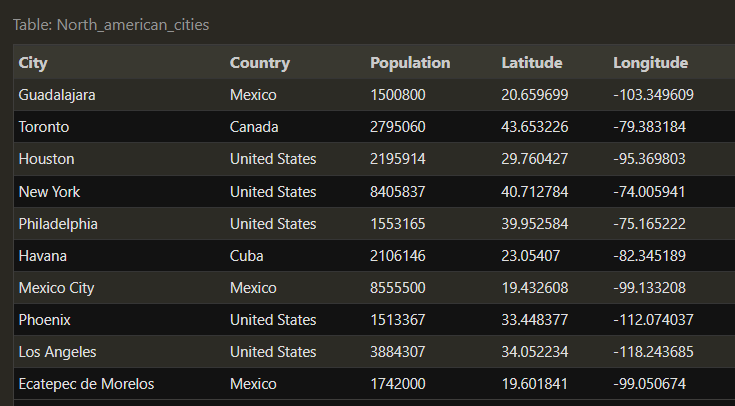 Table: North_american_cities
City Country Population Latitude Longitude
Guadalajara Mexico 1500800 20.659699 -103.349609
Toronto Canada 2795060 43.653226 -79.383184
Houston United States 2195914 29.760427 -95.369803
New York United States 8405837 40.712784 -74.005941
Philadelphia United States 1553165 39.952584 -75.165222
Havana Cuba 2106146 23.05407 -82.345189
Mexico City Mexico 8555500 19.432608 -99.133208
Phoenix United States 1513367 33.448377 -112.074037
Los Angeles United States 3884307 34.052234 -118.243685
Ecatepec de Morelos Mexico 1742000 19.601841 -99.050674